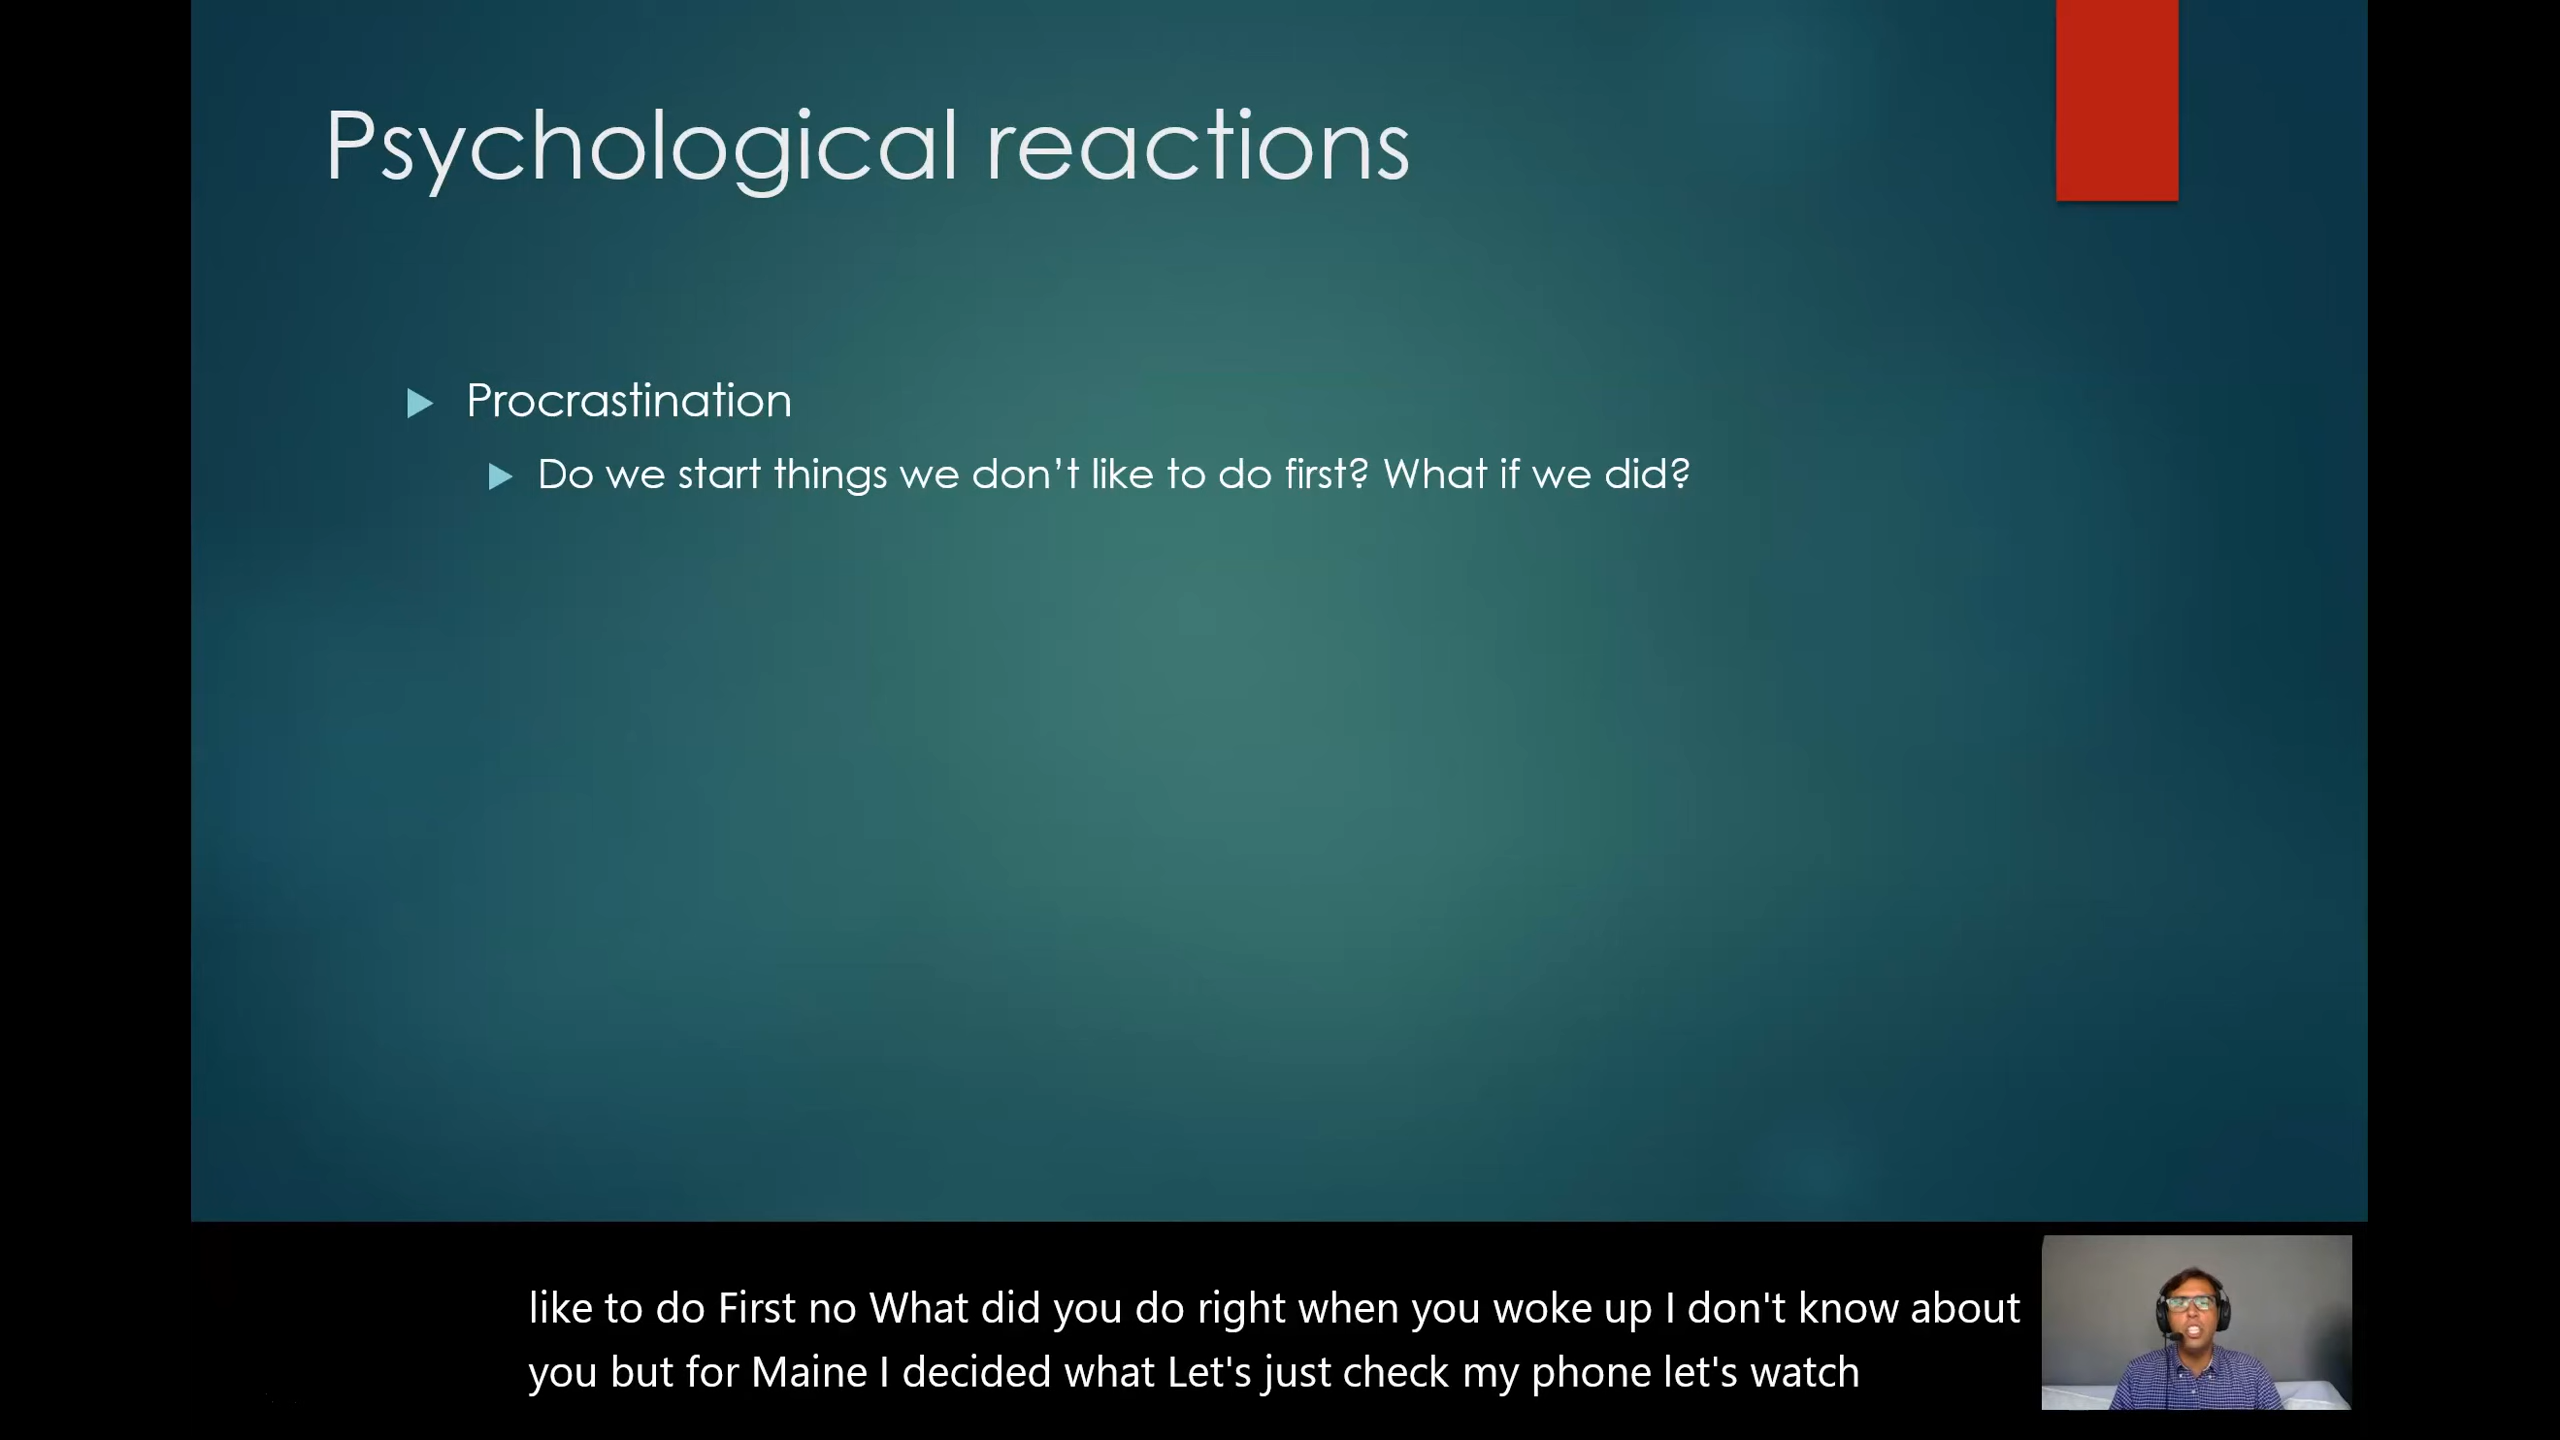 Psychological reactions
Procrastination
Do we start things we don’t like to do first? What if we did?
like to do First no What did you do right when you woke up I don't know about
you but for Maine I decided what Let's just check my phone let's watch